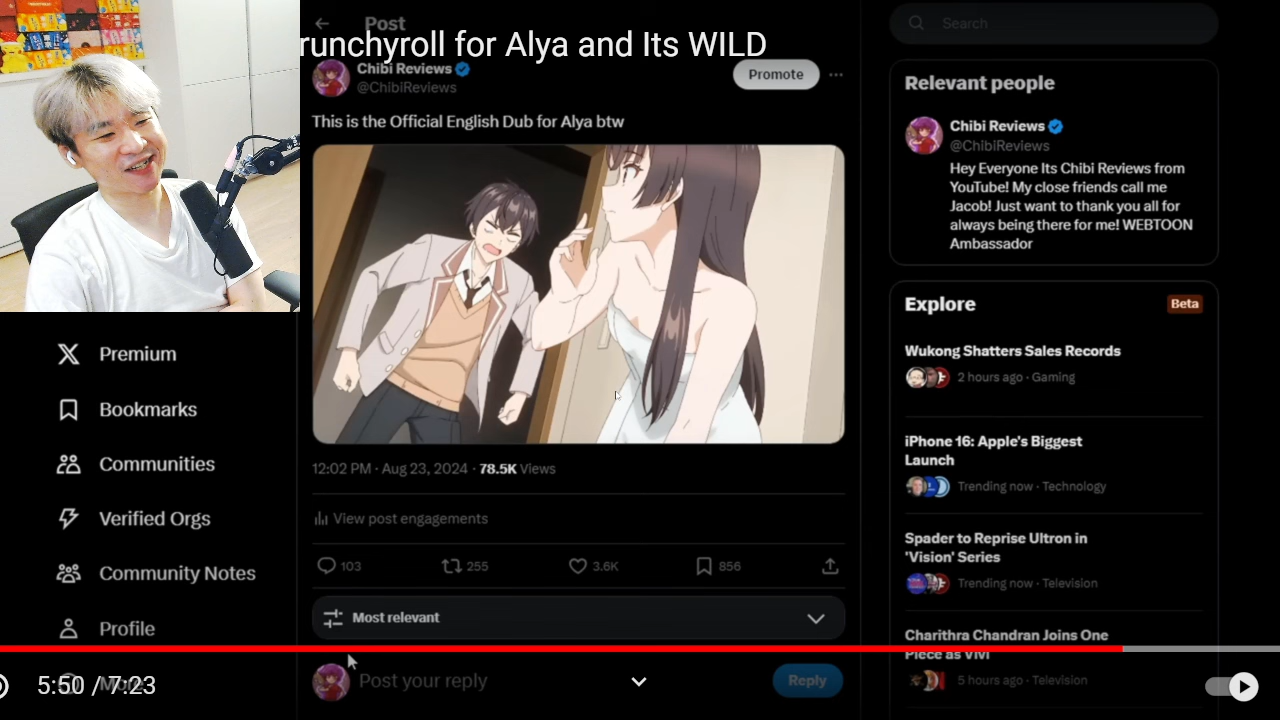 Post
runchyroll for Alya and Its WILD
Chibi Reviews
@ChibiReviews
Promote
This is the Official English Dub for Alya btw
12:02 PM · Aug 23, 2024 · 78.5K Views
View post engagements
103
255
3.6K
856
Most relevant
Post your reply
Reply
Premium
Bookmarks
Communities
Verified Orgs
Community Notes
Profile
More
5:50 / 7:23
Search
Relevant people
Chibi Reviews
@ChibiReviews
Hey Everyone Its Chibi Reviews from
YouTube! My close friends call me
Jacob! Just want to thank you all for
always being there for me! WEBTOON
Ambassador
Explore
Beta
Wukong Shatters Sales Records
2 hours ago · Gaming
iPhone 16: Apple's Biggest
Launch
Trending now · Technology
Spader to Reprise Ultron in
'Vision' Series
Trending now · Television
Charithra Chandran Joins One
Piece as Vivi
5 hours ago · Television